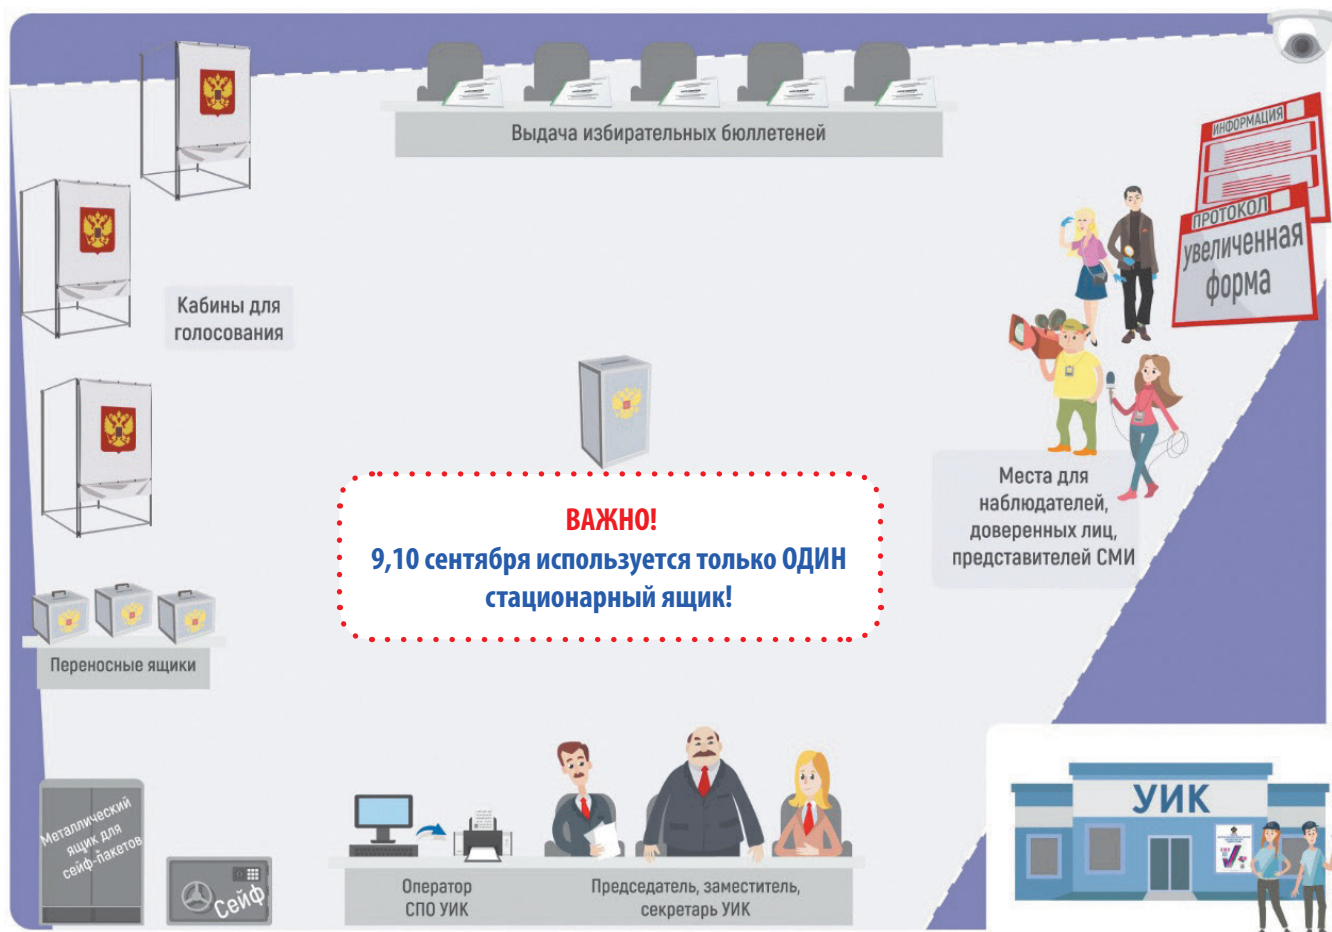 Выдача избирательных бюллетеней
ИНФОРМАЦИЯ
ПРОТОКОЛ
увеличенная
форма
Кабины для
голосования
ВАЖНО!
9,10 сентября используется только ОДИН
стационарный ящик!
Места для
наблюдателей,
доверенных лиц,
представителей СМИ
Переносные ящики
Металлический
ящик для
сейф-пакетов
Сейф
Оператор
СПО УИК
Председатель, заместитель,
секретарь УИК
УИК